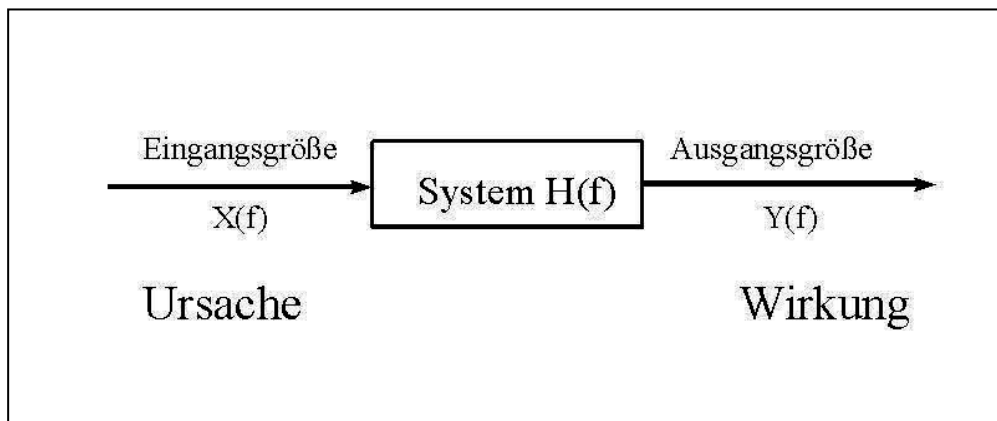 Eingangsgröße
Ausgangsgröße
System H(f)
X(f)
Y(f)
Ursache
Wirkung